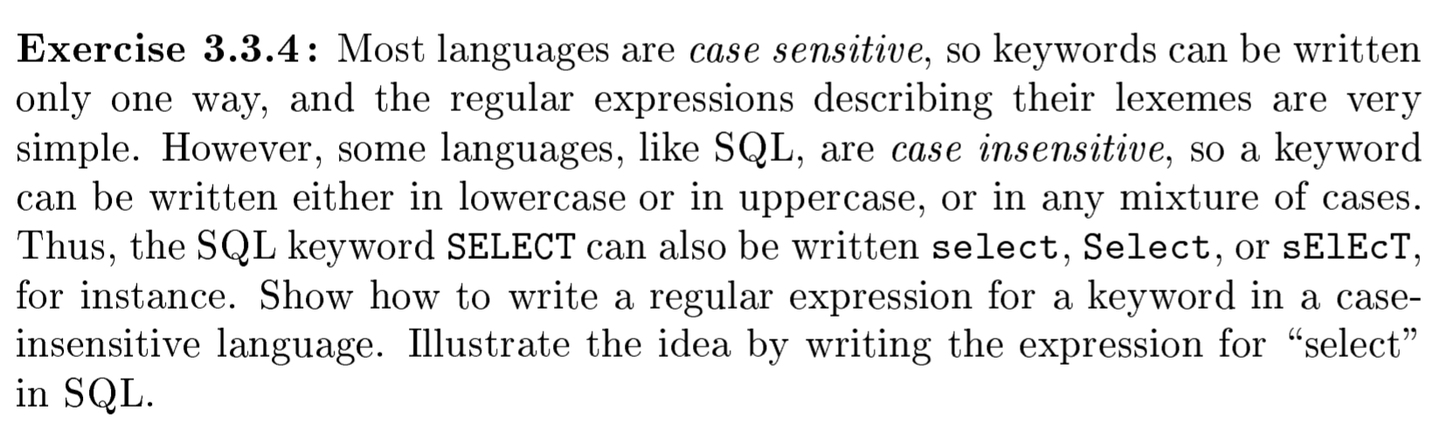 Exercise 3.3.4: Most languages are case sensitive, so keywords can be written
only one way, and the regular expressions describing their lexemes are very
simple. However, some languages, like SQL, are case insensitive, so a keyword
can be written either in lowercase or in uppercase, or in any mixture of cases.
Thus, the SQL keyword SELECT can also be written select, Select, or sElEcT,
for instance. Show how to write a regular expression for a keyword in a case-
insensitive language. Illustrate the idea by writing the expression for “select”
in SQL.